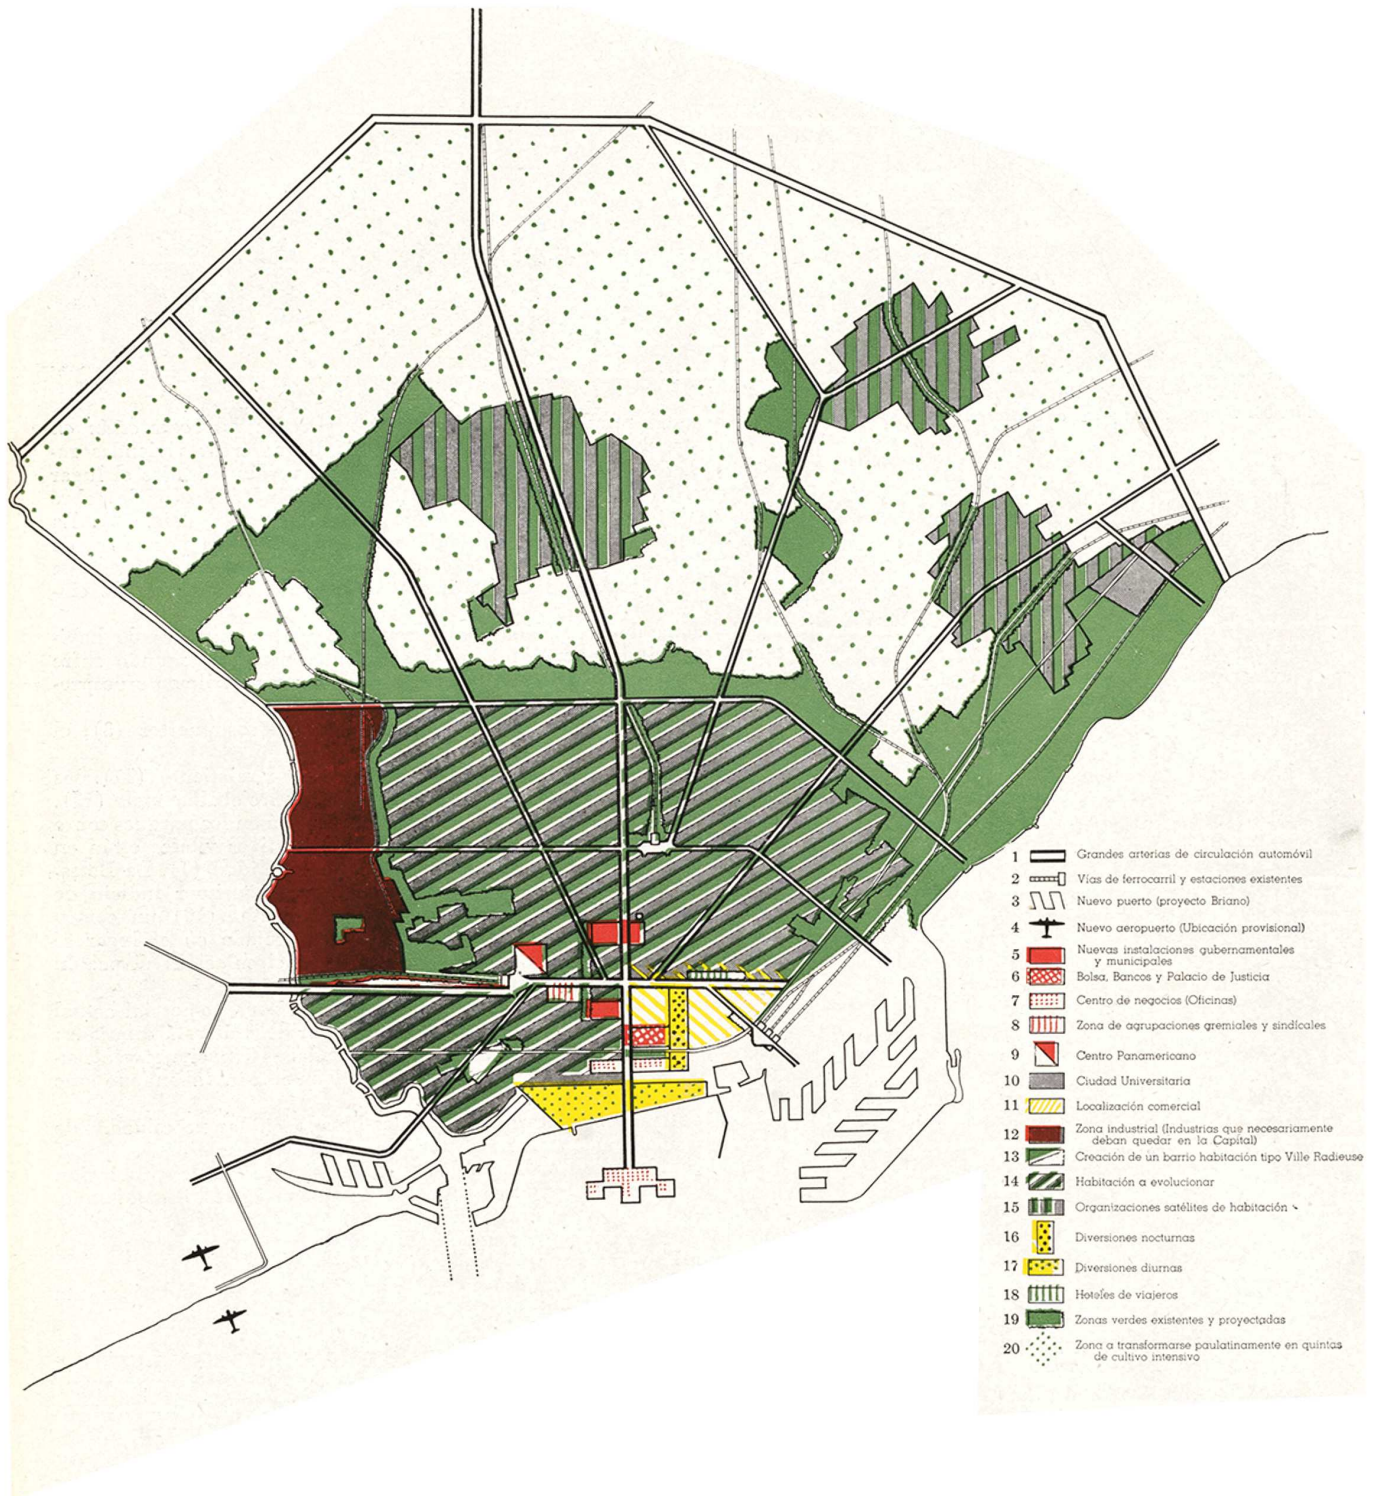 1 Grandes arterias de circulación automóvil
2 Vías de ferrocarril y estaciones existentes
3 Nuevo puerto (proyecto Briano)
4 Nuevo aeropuerto (Ubicación provisional)
5 Nuevas instalaciones gubernamentales
y municipales
6 Bolsa, Bancos y Palacio de Justicia
7 Centro de negocios (Oficinas)
8 Zona de agrupaciones gremiales y sindicales
9 Centro Panamericano
10 Ciudad Universitaria
11 Localización comercial
12 Zona industrial (Industrias que necesariamente
deban quedar en la Capital)
13 Creación de un barrio habitación tipo Ville Radieuse
14 Habitación a evolucionar
15 Organizaciones satélites de habitación
16 Diversiones nocturnas
17 Diversiones diurnas
18 Hoteles de viajeros
19 Zonas verdes existentes y proyectadas
20 Zona a transformarse paulatinamente en quintas
de cultivo intensivo